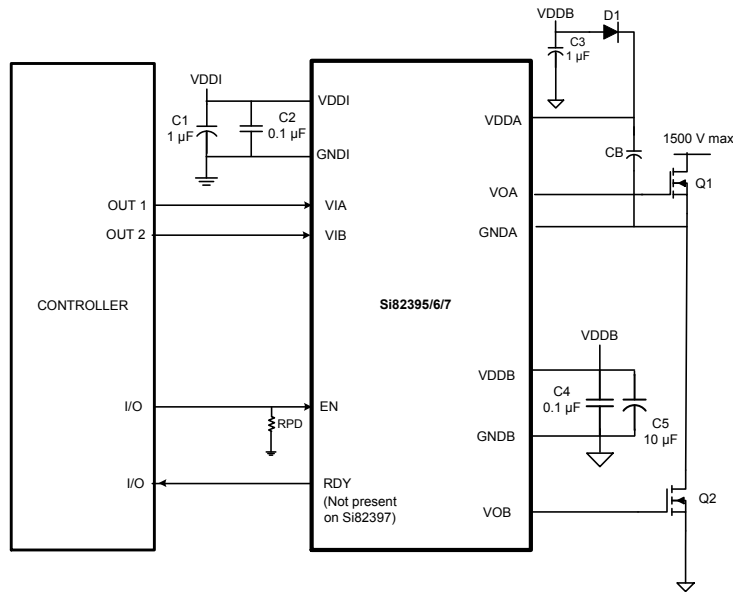 VDDB
D1
C3
1 µF
VDDI
VDDI
C1
1 µF
C2
0.1 µF
GNDI
VDDA
CB
1500 V max
VOA
Q1
GNDA
OUT 1
VIA
OUT 2
VIB
CONTROLLER
Si82395/6/7
VDDB
VDDB
C4
0.1 µF
C5
10 µF
GNDB
I/O
EN
RPD
I/O
RDY
(Not present
on Si82397)
VOB
Q2